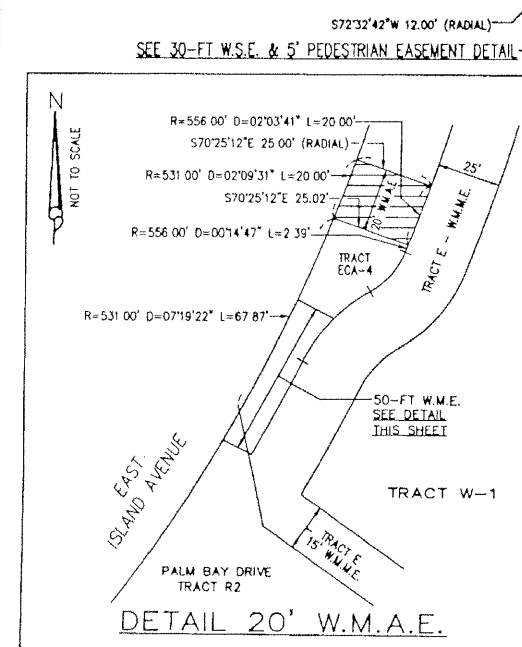 S72°32'42"W 12.00' (RADIAL)
SEE 30-FT W.S.E. & 5' PEDESTRIAN EASEMENT DETAIL
N
NOT TO SCALE
R=556.00' D=02°03'41" L=20.00'
S70°25'12"E 25.00' (RADIAL)
R=531.00' D=02°09'31" L=20.00'
S70°25'12"E 25.02'
R=556.00' D=00°14'47" L=2.39'
20' W.M.A.E.
25'
TRACT E - W.M.M.E.
TRACT
ECA-4
R=531.00' D=07°19'22" L=67.87'
50-FT W.M.E.
SEE DETAIL
THIS SHEET
EAST
ISLAND AVENUE
TRACT W-1
TRACT E
15' W.M.M.E.
PALM BAY DRIVE
TRACT R2
DETAIL 20' W.M.A.E.